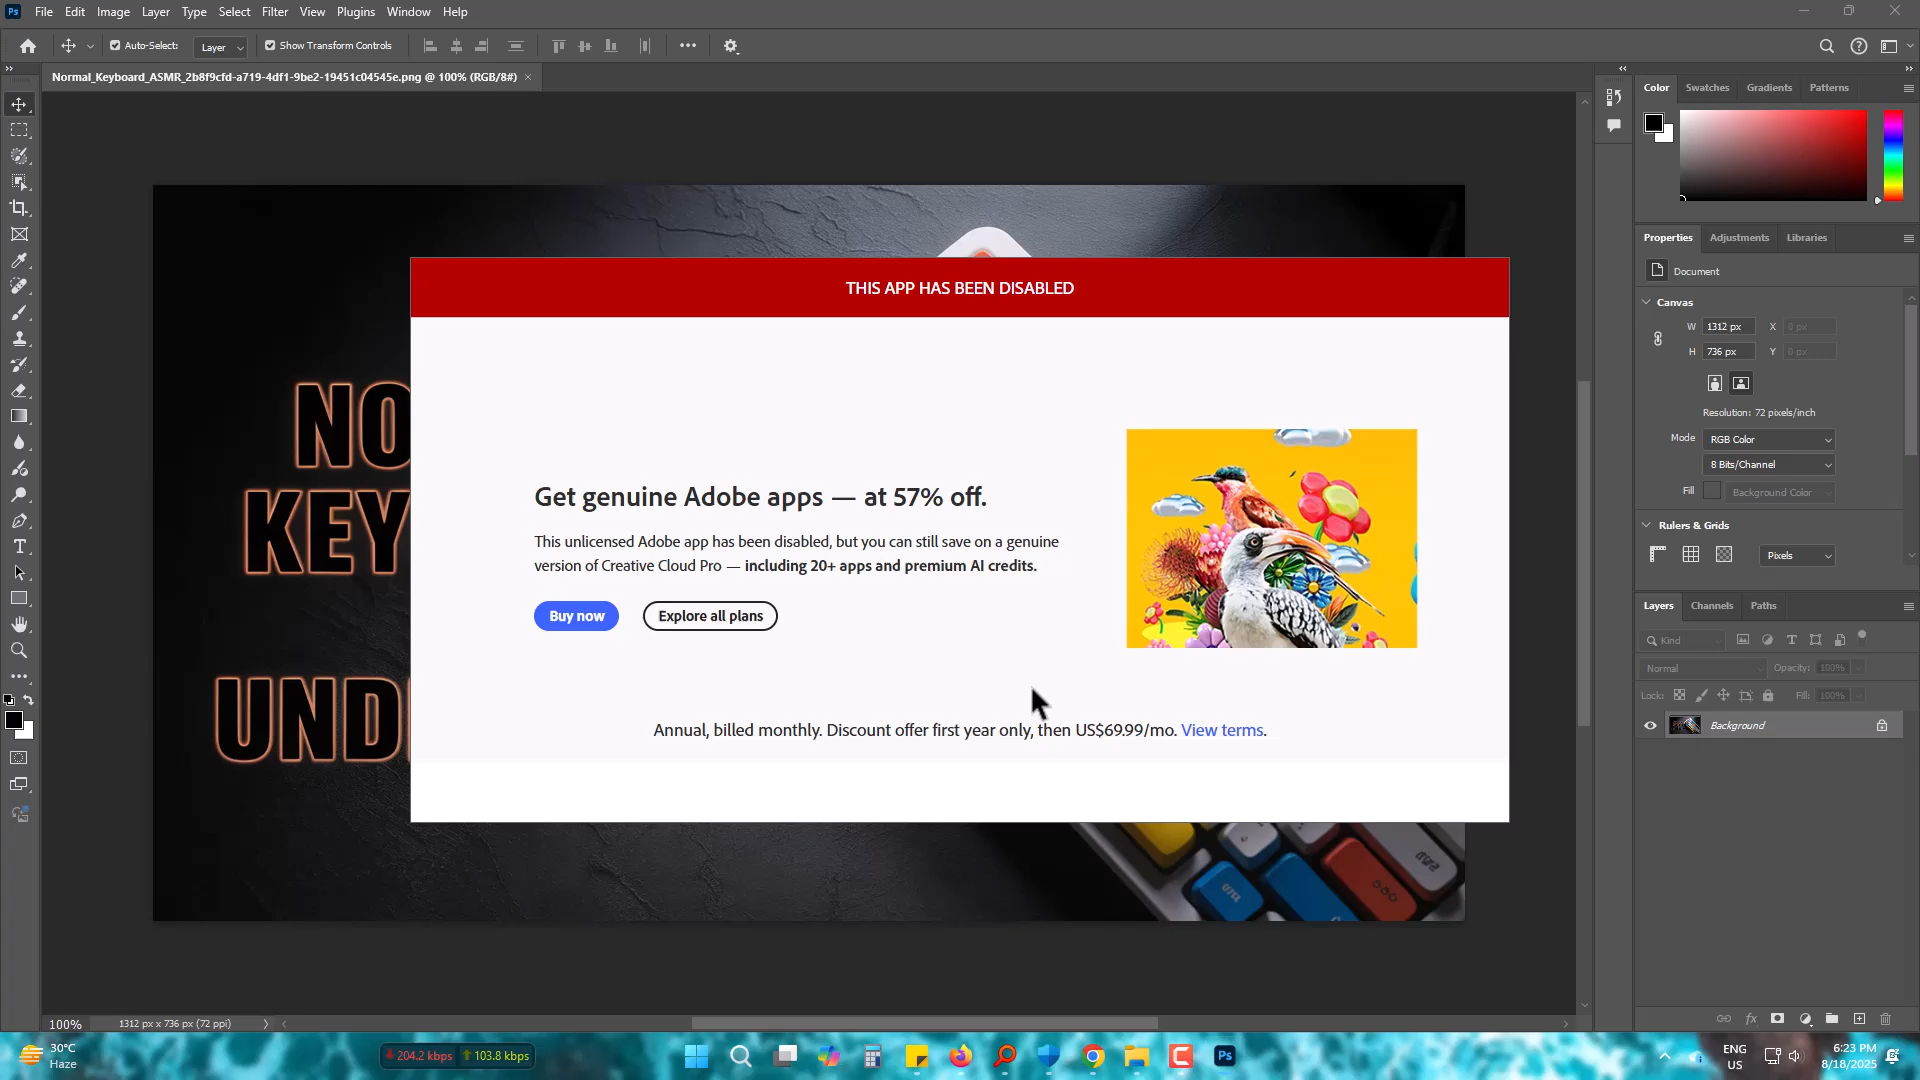 Ps File Edit Image Layer Type Select Filter View Plugins Window Help
Auto-Select: Layer Show Transform Controls
Normal_Keyboard_ASMR_2b8f9cfd-a719-4df1-9be2-19451c04545e.png @ 100% (RGB/8#) ×
Color Swatches Gradients Patterns
Properties Adjustments Libraries
Document
Canvas
W 1312 px X 0 px
H 736 px Y 0 px
Resolution: 72 pixels/inch
Mode RGB Color
8 Bits/Channel
Fill Background Color
Rulers & Grids
Pixels
Layers Channels Paths
Kind
Normal Opacity: 100%
Lock: Fill: 100%
Background
THIS APP HAS BEEN DISABLED
Get genuine Adobe apps — at 57% off.
This unlicensed Adobe app has been disabled, but you can still save on a genuine
version of Creative Cloud Pro — including 20+ apps and premium AI credits.
Buy now Explore all plans
Annual, billed monthly. Discount offer first year only, then US$69.99/mo. View terms.
NO
KEY
UND
100% 1312 px x 736 px (72 ppi)
30°C
Haze
204.2 kbps 103.8 kbps
Ps
ENG
US
6:23 PM
8/18/2025